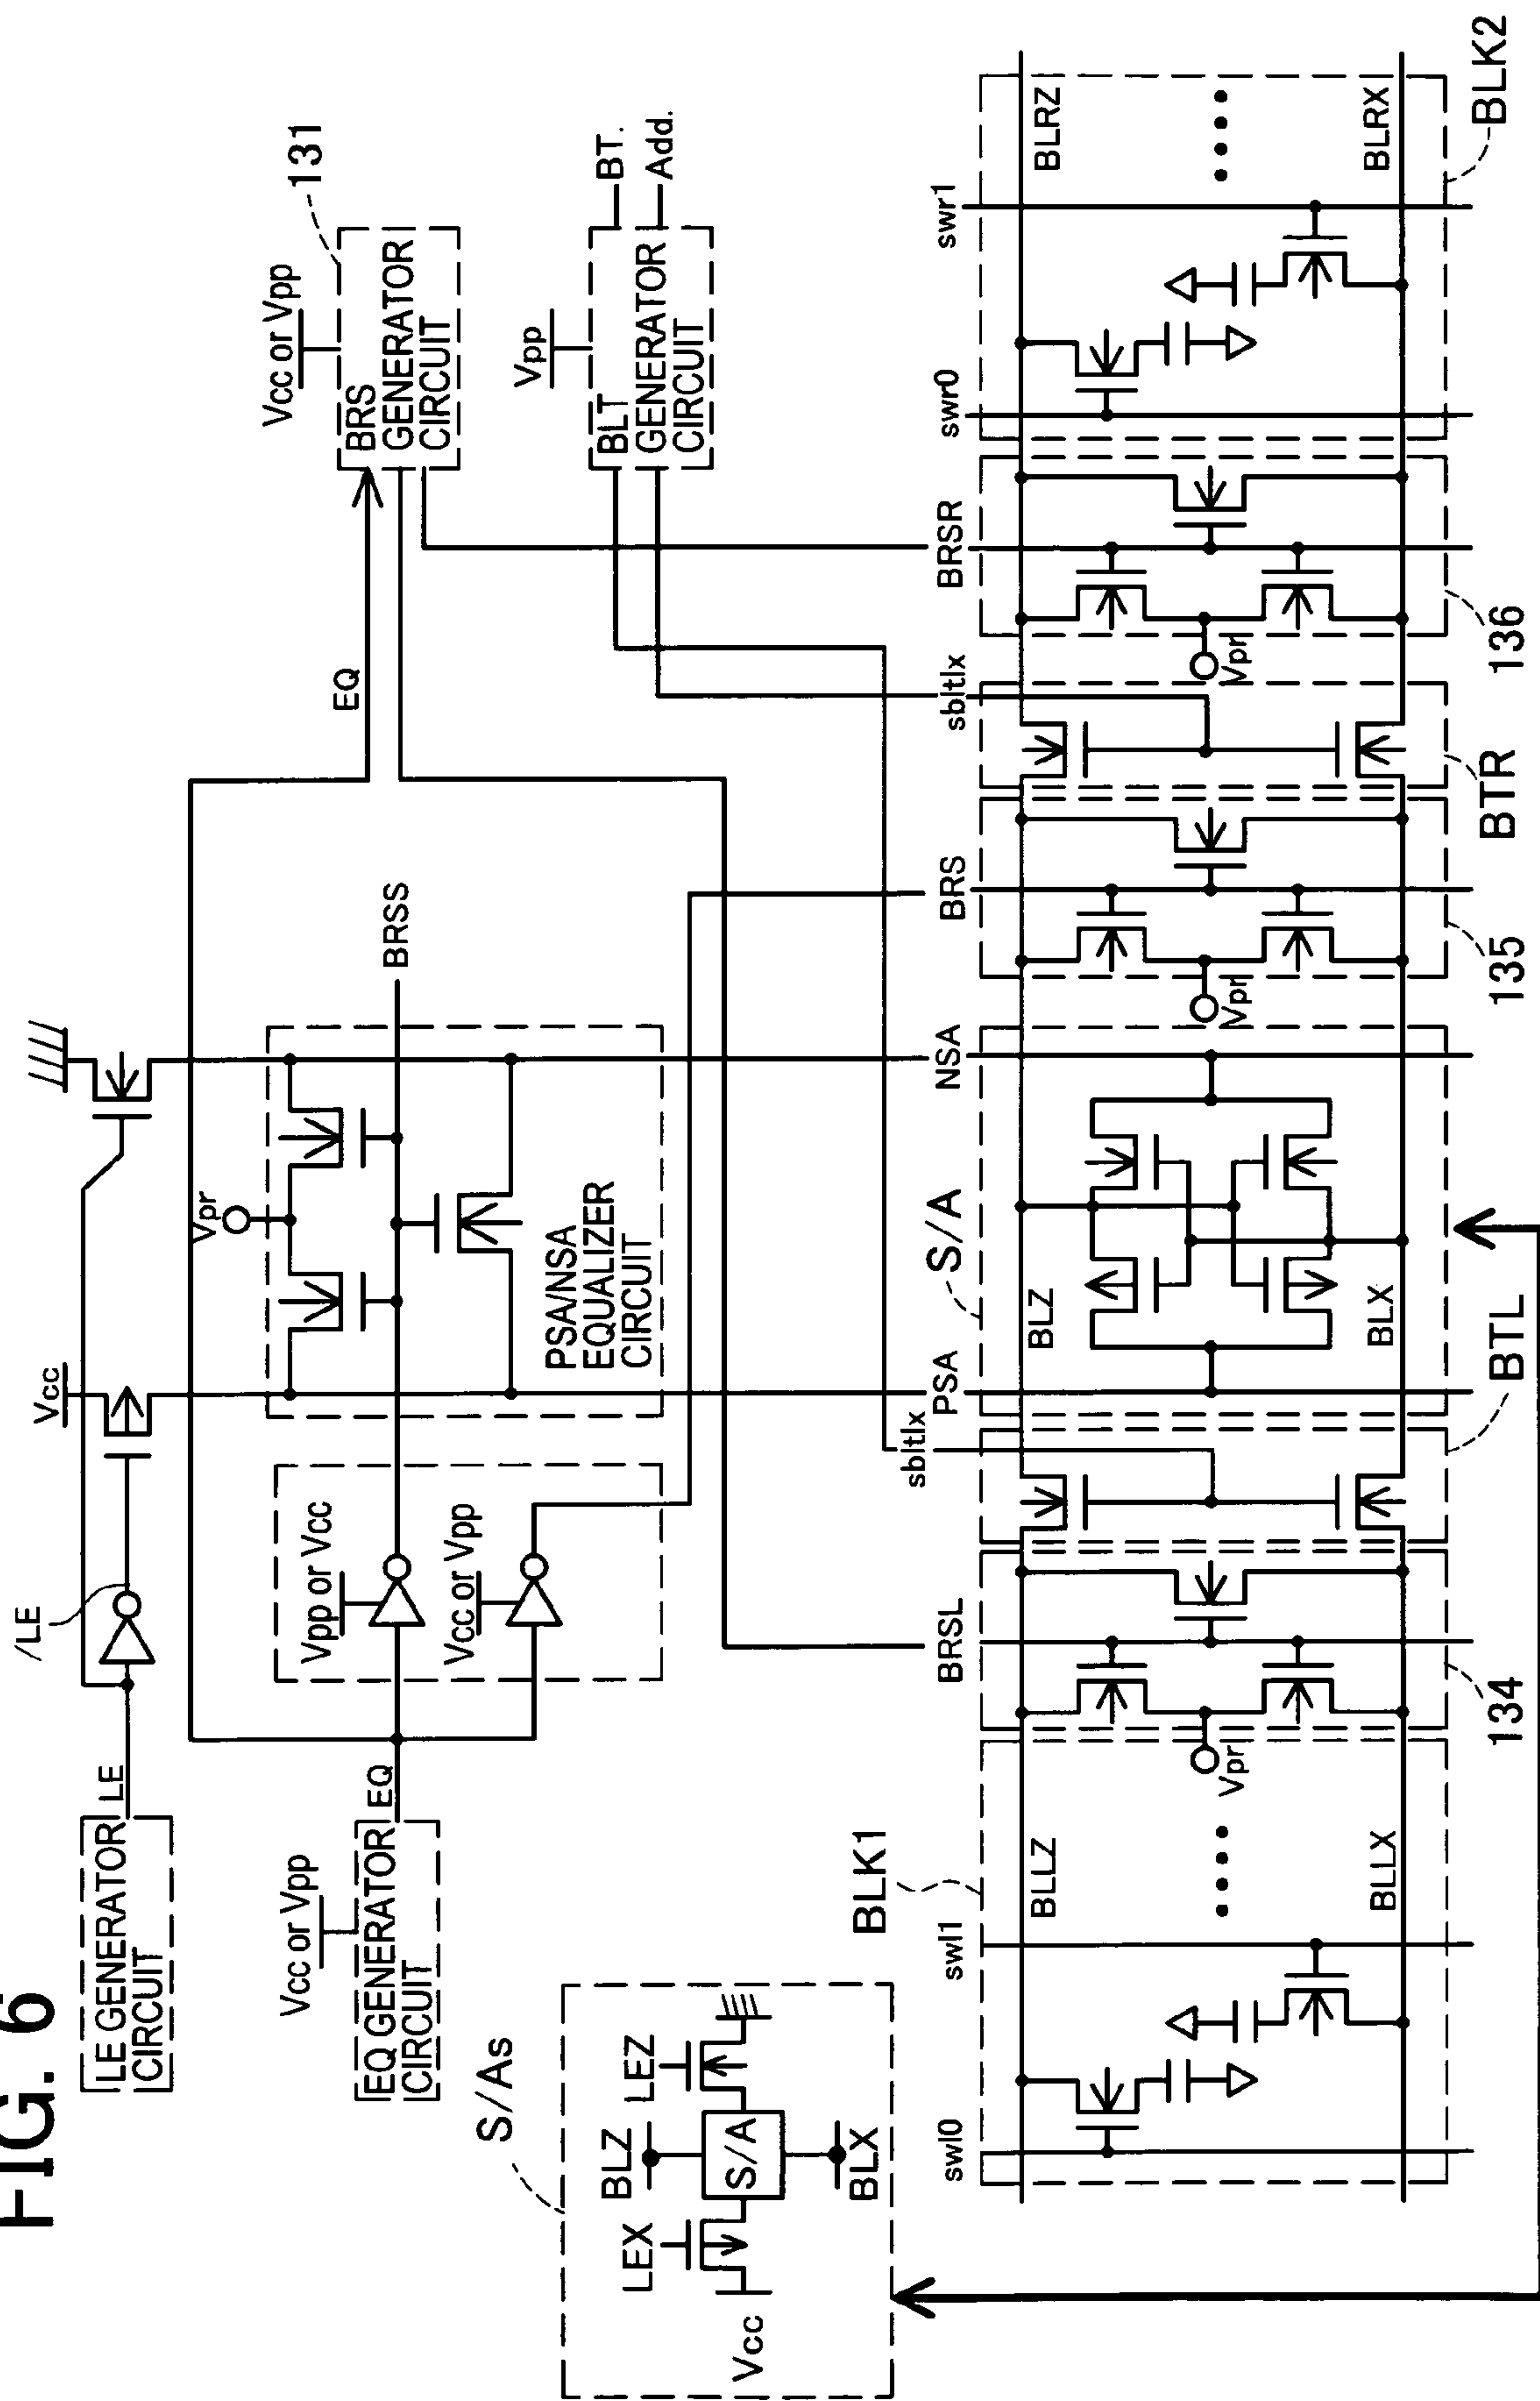 FIG. 6
LE GENERATOR
CIRCUIT
LE
/LE
Vcc
Vcc or Vpp
EQ GENERATOR
CIRCUIT
EQ
Vpp or Vcc
Vcc or Vpp
Vpr
PSA/NSA
EQUALIZER
CIRCUIT
BRSS
EQ
Vcc or Vpp
BRS
GENERATOR
CIRCUIT
131
Vpp
BLT
GENERATOR
CIRCUIT
BT.
Add.
S/As
LEX
BLZ
LEZ
Vcc
S/A
BLX
BLK1
S/A
swl0
swl1
BRSL
sbltlx
PSA
NSA
BRS
sbltlx
BRSR
swr0
swr1
BLLZ
BLZ
BLRZ
Vpr
Vpr
Vpr
BLLX
BLX
BLRX
134
BTL
135
BTR
136
BLK2